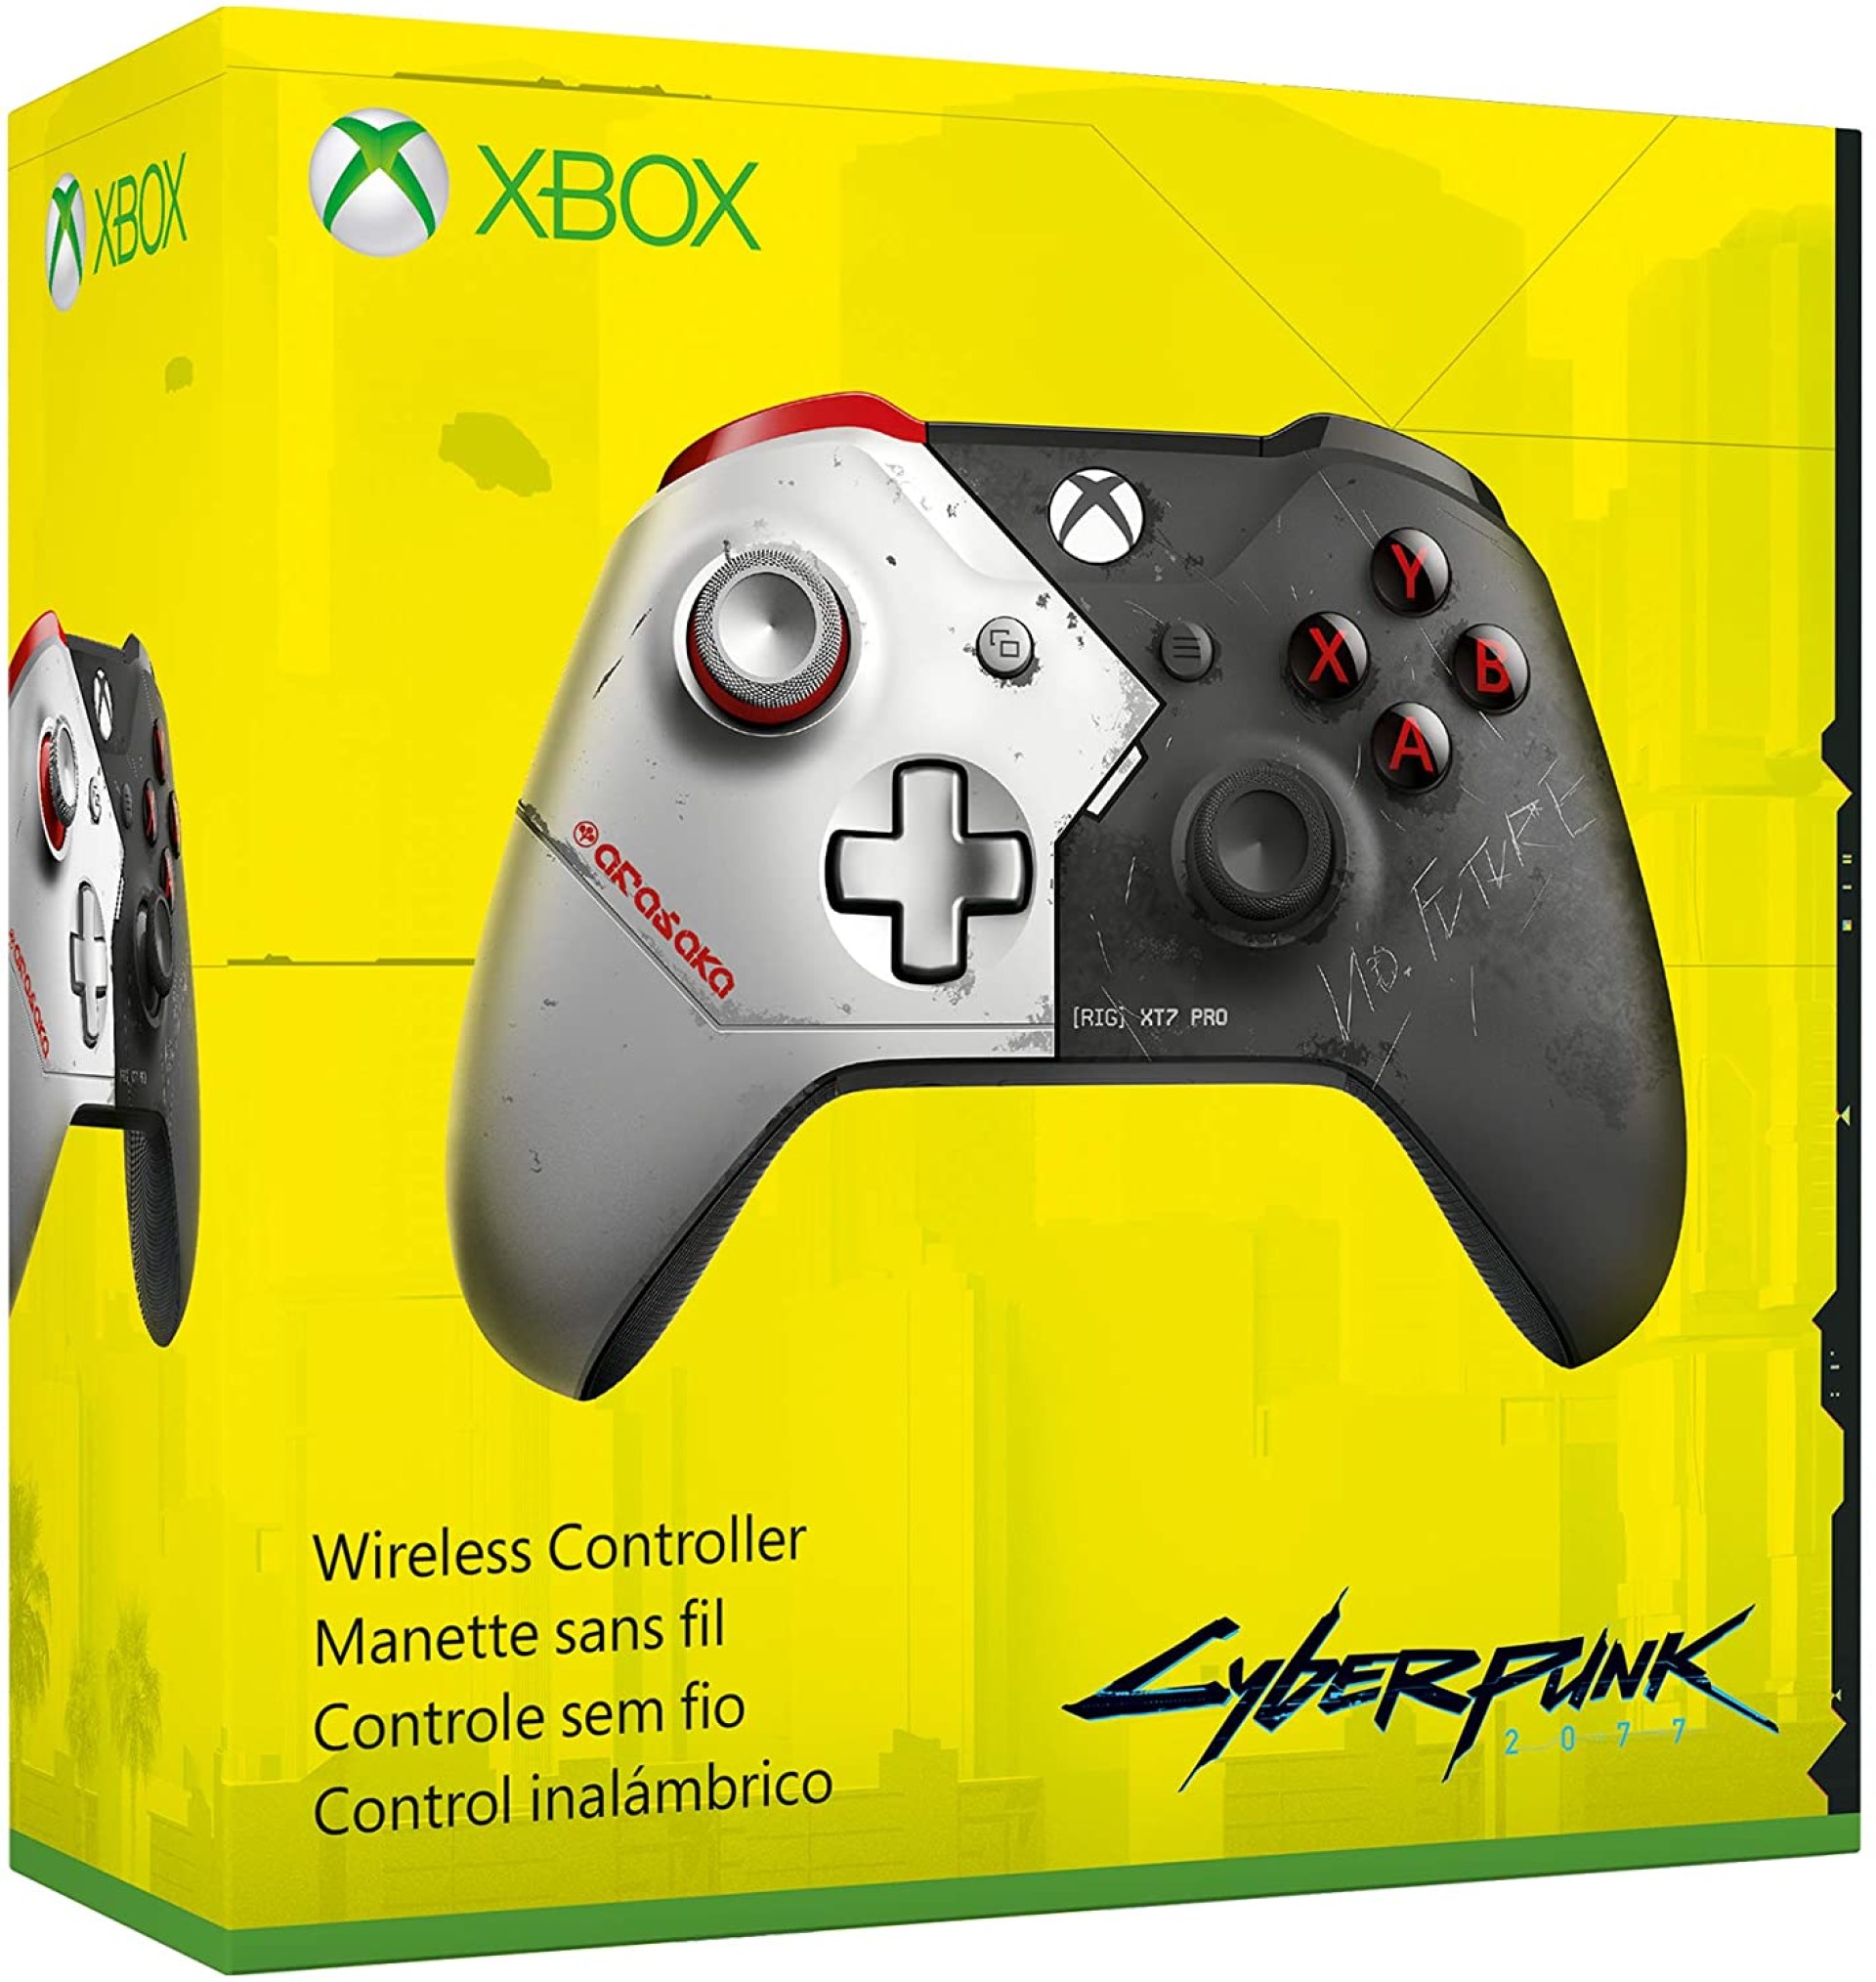 XBOX
XBOX
Y
X
B
A
arasaka
NO FUTURE
[RIG] XT7 PRO
arasaka
Wireless Controller
Manette sans fil
Controle sem fio
Control inalámbrico
CYBERPUNK
2077